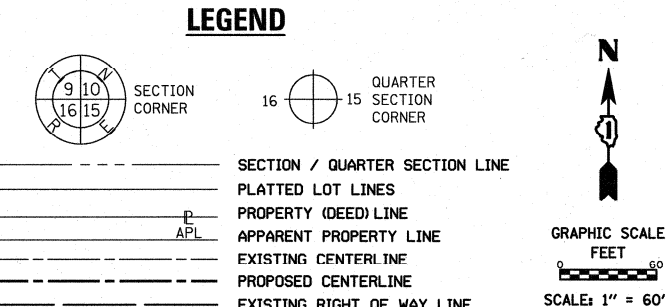 LEGEND
T N
9 10
16 15
R E
SECTION
CORNER
16
15
QUARTER
SECTION
CORNER
SECTION / QUARTER SECTION LINE
PLATTED LOT LINES
PL
PROPERTY (DEED) LINE
APL
APPARENT PROPERTY LINE
EXISTING CENTERLINE
PROPOSED CENTERLINE
EXISTING RIGHT OF WAY LINE
N
1
GRAPHIC SCALE
FEET
0 60
SCALE: 1" = 60'